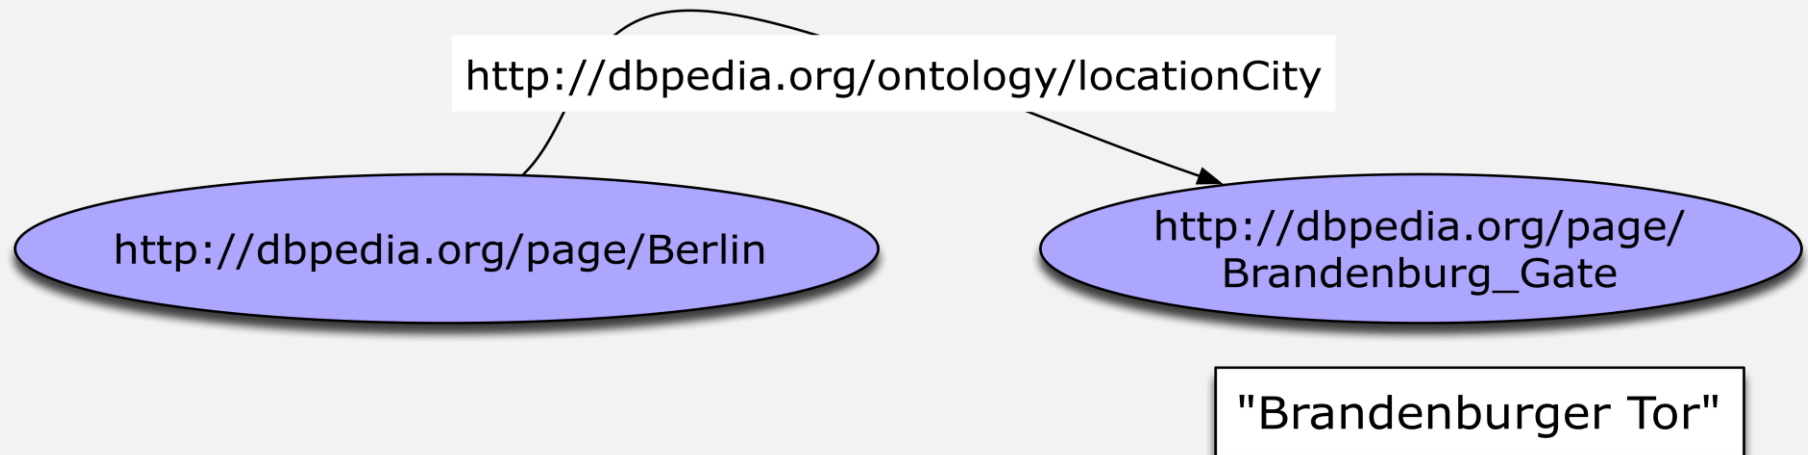 http://dbpedia.org/ontology/locationCity
http://dbpedia.org/page/Berlin
http://dbpedia.org/page/
Brandenburg_Gate
"Brandenburger Tor"